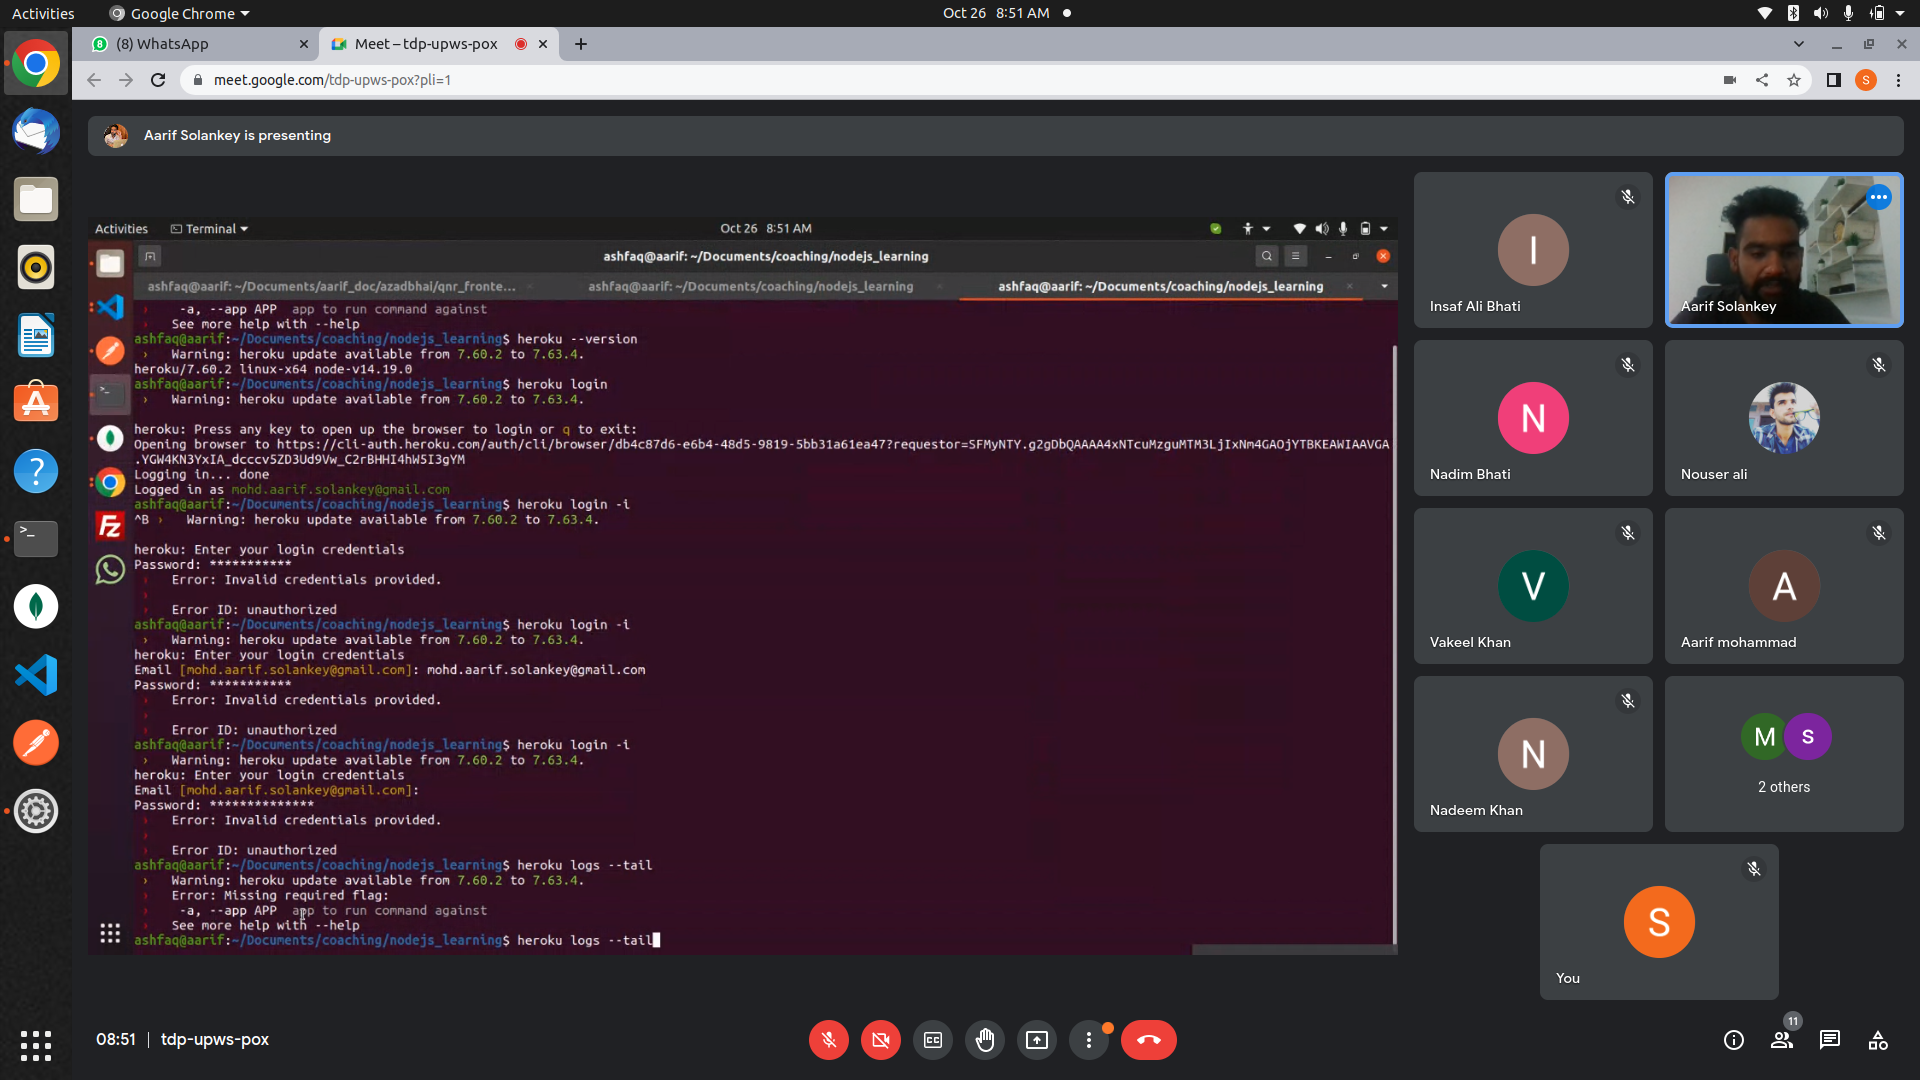 Activities
Google Chrome
Oct 26 8:51 AM
(8) WhatsApp
Meet – tdp-upws-pox
meet.google.com/tdp-upws-pox?pli=1
S
Aarif Solankey is presenting
Activities
Terminal
Oct 26 8:51 AM
ashfaq@aarif: ~/Documents/coaching/nodejs_learning
ashfaq@aarif: ~/Documents/aarif_doc/azadbhai/qnr_fronte...
ashfaq@aarif: ~/Documents/coaching/nodejs_learning
ashfaq@aarif: ~/Documents/coaching/nodejs_learning
› -a, --app APP app to run command against
› See more help with --help
ashfaq@aarif:~/Documents/coaching/nodejs_learning$ heroku --version
› Warning: heroku update available from 7.60.2 to 7.63.4.
heroku/7.60.2 linux-x64 node-v14.19.0
ashfaq@aarif:~/Documents/coaching/nodejs_learning$ heroku login
› Warning: heroku update available from 7.60.2 to 7.63.4.
heroku: Press any key to open up the browser to login or q to exit:
Opening browser to https://cli-auth.heroku.com/auth/cli/browser/db4c87d6-e6b4-48d5-9819-5bb31a61ea47?requestor=SFMyNTY.g2gDbQAAAA4xNTcuMzguMTM3LjIxNm4GAOjYTBKEAWIAAVGA
.YGW4KN3YxIA_dcccv5ZD3Ud9Vw_C2rBHHI4hW5I3gYM
Logging in... done
Logged in as mohd.aarif.solankey@gmail.com
ashfaq@aarif:~/Documents/coaching/nodejs_learning$ heroku login -i
^B › Warning: heroku update available from 7.60.2 to 7.63.4.
heroku: Enter your login credentials
Password: ***********
› Error: Invalid credentials provided.
›
› Error ID: unauthorized
ashfaq@aarif:~/Documents/coaching/nodejs_learning$ heroku login -i
› Warning: heroku update available from 7.60.2 to 7.63.4.
heroku: Enter your login credentials
Email [mohd.aarif.solankey@gmail.com]: mohd.aarif.solankey@gmail.com
Password: ***********
› Error: Invalid credentials provided.
›
› Error ID: unauthorized
ashfaq@aarif:~/Documents/coaching/nodejs_learning$ heroku login -i
› Warning: heroku update available from 7.60.2 to 7.63.4.
heroku: Enter your login credentials
Email [mohd.aarif.solankey@gmail.com]:
Password: **************
› Error: Invalid credentials provided.
›
› Error ID: unauthorized
ashfaq@aarif:~/Documents/coaching/nodejs_learning$ heroku logs --tail
› Warning: heroku update available from 7.60.2 to 7.63.4.
› Error: Missing required flag:
› -a, --app APP app to run command against
› See more help with --help
ashfaq@aarif:~/Documents/coaching/nodejs_learning$ heroku logs --tail
I
Insaf Ali Bhati
Aarif Solankey
N
Nadim Bhati
Nouser ali
V
Vakeel Khan
A
Aarif mohammad
N
Nadeem Khan
M S
2 others
S
You
08:51 | tdp-upws-pox
11